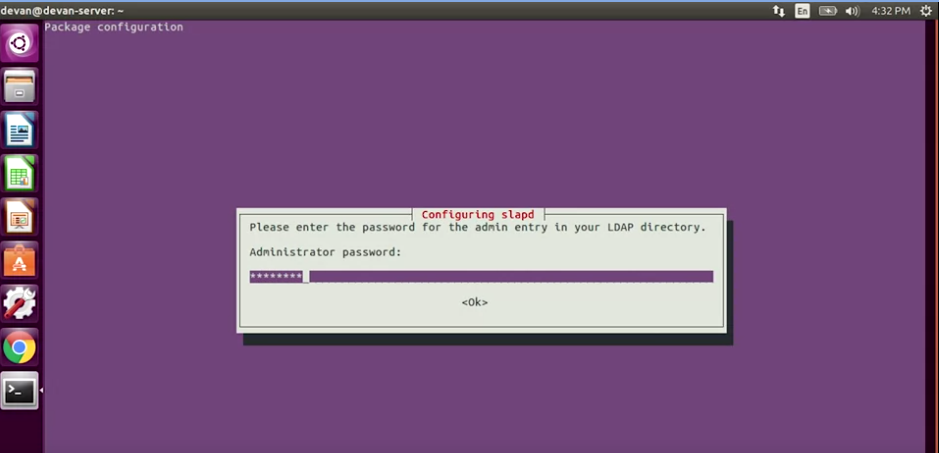 devan@devan-server: ~
En
4:32 PM
Package configuration
Configuring slapd
Please enter the password for the admin entry in your LDAP directory.
Administrator password:
********_
<Ok>